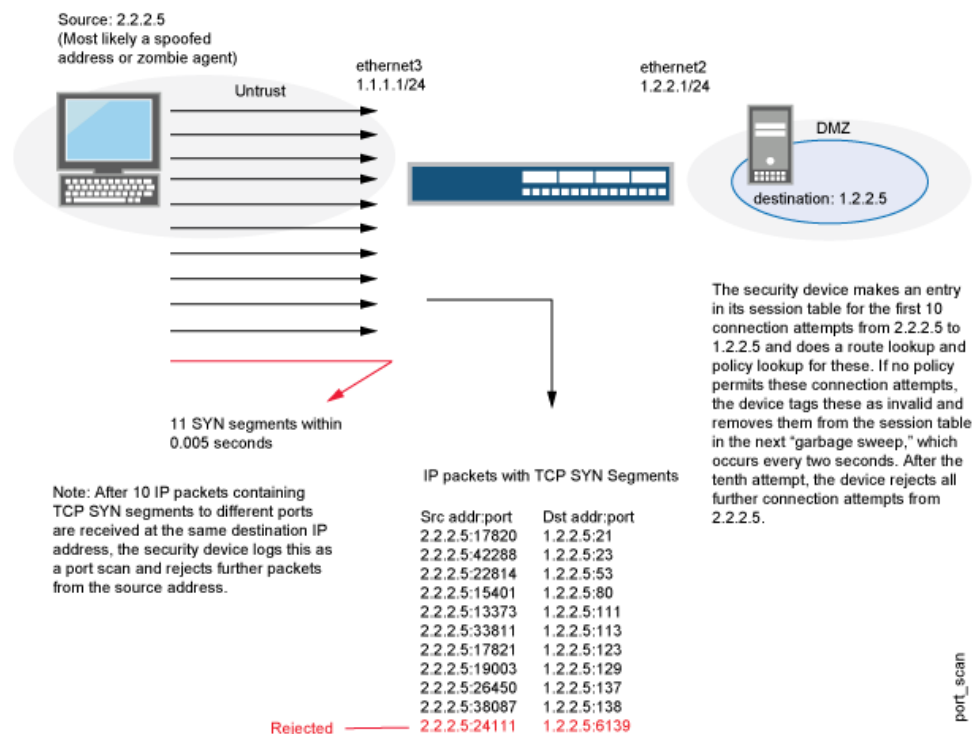 Source: 2.2.2.5
(Most likely a spoofed
address or zombie agent)
Untrust
ethernet3
1.1.1.1/24
ethernet2
1.2.2.1/24
DMZ
destination: 1.2.2.5
The security device makes an entry
in its session table for the first 10
connection attempts from 2.2.2.5 to
1.2.2.5 and does a route lookup and
policy lookup for these. If no policy
permits these connection attempts,
the device tags these as invalid and
removes them from the session table
in the next “garbage sweep,” which
occurs every two seconds. After the
tenth attempt, the device rejects all
further connection attempts from
2.2.2.5.
11 SYN segments within
0.005 seconds
Note: After 10 IP packets containing
TCP SYN segments to different ports
are received at the same destination IP
address, the security device logs this as
a port scan and rejects further packets
from the source address.
IP packets with TCP SYN Segments
Src addr:port Dst addr:port
2.2.2.5:17820 1.2.2.5:21
2.2.2.5:42288 1.2.2.5:23
2.2.2.5:22814 1.2.2.5:53
2.2.2.5:15401 1.2.2.5:80
2.2.2.5:13373 1.2.2.5:111
2.2.2.5:33811 1.2.2.5:113
2.2.2.5:17821 1.2.2.5:123
2.2.2.5:19003 1.2.2.5:129
2.2.2.5:26450 1.2.2.5:137
2.2.2.5:38087 1.2.2.5:138
Rejected 2.2.2.5:24111 1.2.2.5:6139
port_scan